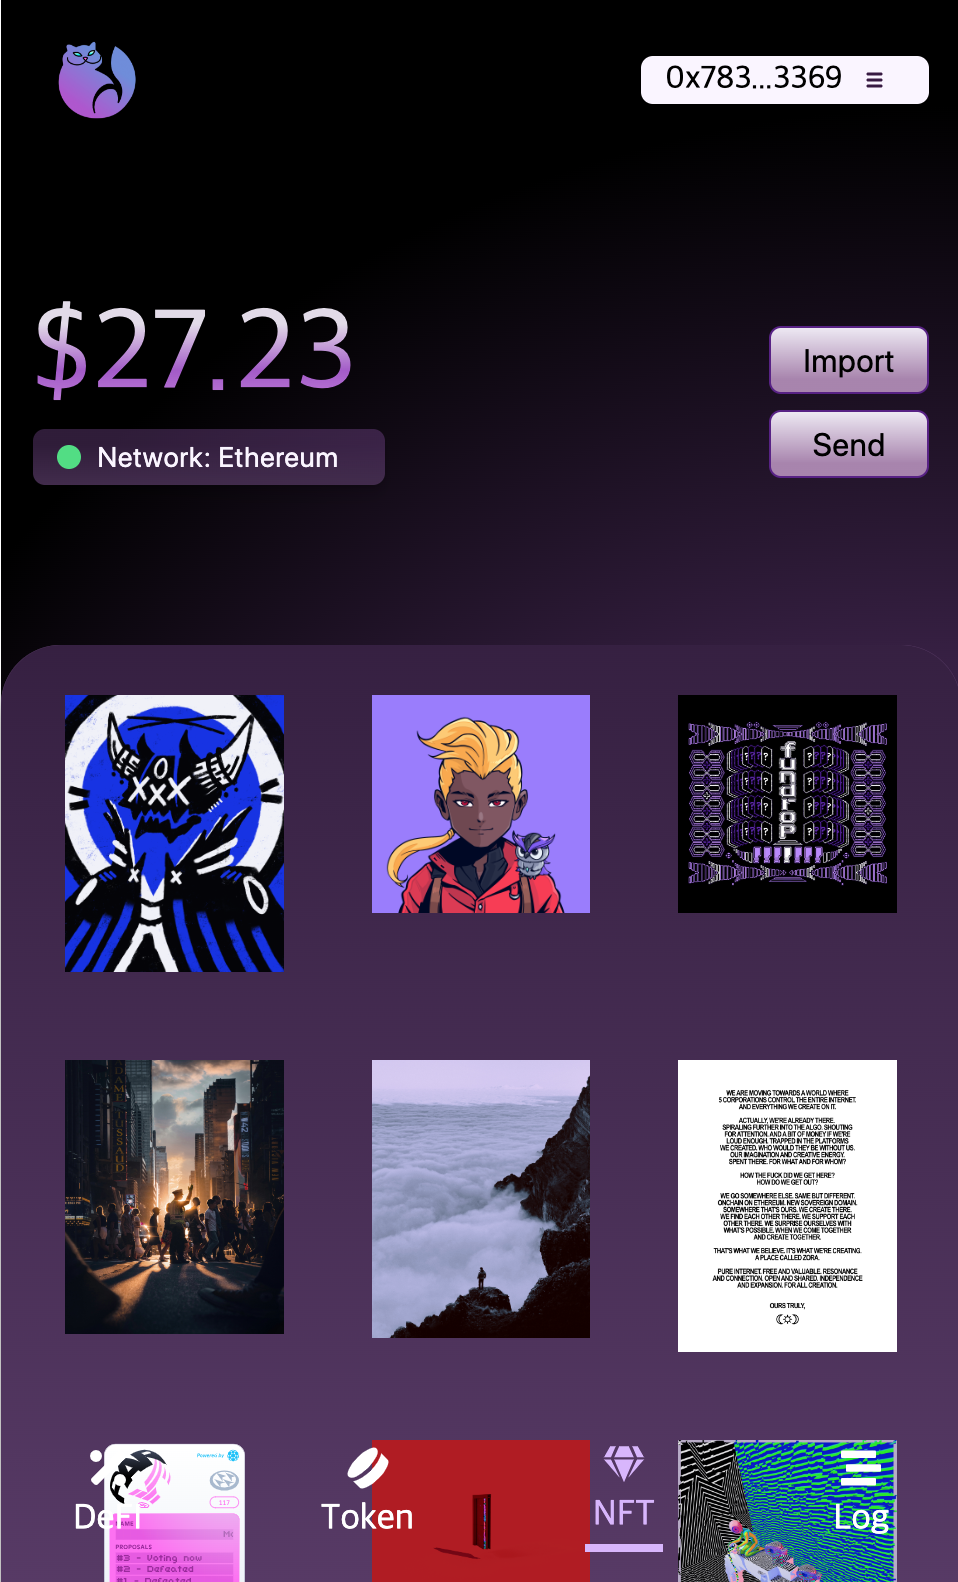 0x783...3369
$27.23
Import
Network: Ethereum
Send
fundrop
WE ARE MOVING TOWARDS A WORLD WHERE
5 CORPORATIONS CONTROL THE ENTIRE INTERNET.
AND EVERYTHING WE CREATE ON IT.
ACTUALLY, WE'RE ALREADY THERE.
SPIRALING FURTHER INTO THE ALGO. SHOUTING
FOR ATTENTION. AND A BIT OF MONEY IF WE'RE
LOUD ENOUGH. TRAPPED IN THE PLATFORMS
WE CREATED. WHO WOULD THEY BE WITHOUT US.
OUR IMAGINATION AND CREATIVE ENERGY.
SPENT THERE. FOR WHAT AND FOR WHOM?
HOW THE FUCK DID WE GET HERE?
HOW DO WE GET OUT?
WE GO SOMEWHERE ELSE. SAME BUT DIFFERENT.
ONCHAIN ON ETHEREUM. NEW SOVEREIGN DOMAIN.
SOMEWHERE THAT'S OURS. WE CREATE THERE.
WE FIND EACH OTHER THERE. WE SUPPORT EACH
OTHER THERE. WE SURPRISE OURSELVES WITH
WHAT'S POSSIBLE. WHEN WE COME TOGETHER
AND CREATE TOGETHER.
THAT'S WHAT WE BELIEVE. IT'S WHAT WE'RE CREATING.
A PLACE CALLED ZORA.
PURE INTERNET. FREE AND VALUABLE. RESONANCE
AND CONNECTION. OPEN AND SHARED. INDEPENDENCE
AND EXPANSION. FOR ALL CREATION.
OURS TRULY,
Powered by
117
PROPOSALS
#3 - Voting now
#2 - Defeated
#1 - Defeated
DeFi
Token
NFT
Log